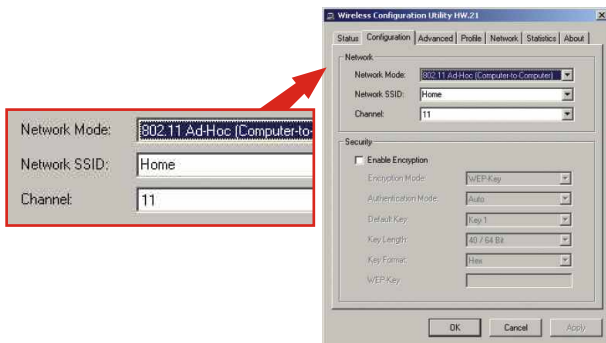 Wireless Configuration Utility HW.21
Status Configuration Advanced Profile Network Statistics About
Network
Network Mode: 802.11 Ad-Hoc (Computer-to-Computer)
Network SSID: Home
Channel: 11
Security
Enable Encryption
Encryption Mode: WEP-Key
Authentication Mode: Auto
Default Key Key 1
Key Length: 40 / 64 Bit
Key Format: Hex
WEP-Key
OK Cancel Apply
Network Mode: 802.11 Ad-Hoc (Computer-to-
Network SSID: Home
Channel: 11